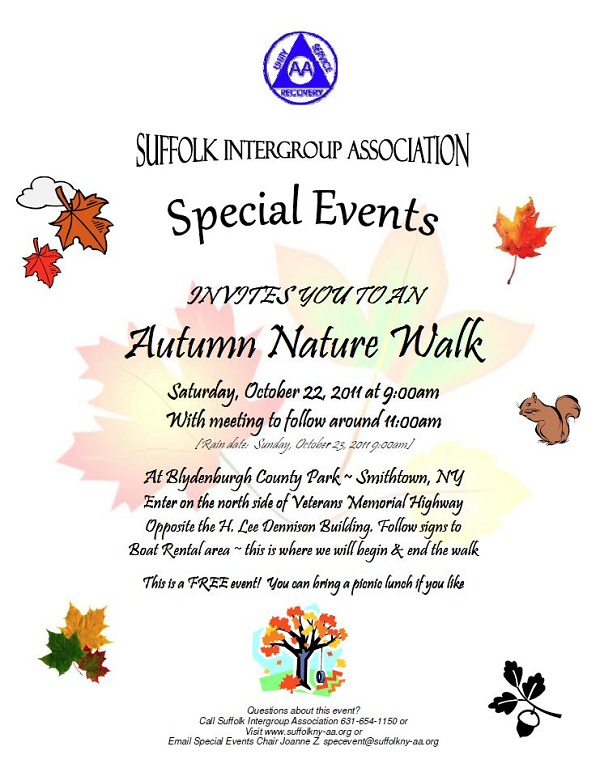 UNITY SERVICE
AA
RECOVERY
SUFFOLK INTERGROUP ASSOCIATION
Special Events
INVITES YOU TO AN
Autumn Nature Walk
Saturday, October 22, 2011 at 9:00am
With meeting to follow around 11:00am
[Rain date: Sunday, October 23, 2011 9:00am]
At Blydenburgh County Park ~ Smithtown, NY
Enter on the north side of Veterans Memorial Highway
Opposite the H. Lee Dennison Building. Follow signs to
Boat Rental area ~ this is where we will begin & end the walk
This is a FREE event! You can bring a picnic lunch if you like
Questions about this event?
Call Suffolk Intergroup Association 631-654-1150 or
Visit www.suffolkny-aa.org or
Email Special Events Chair Joanne Z. specevent@suffolkny-aa.org